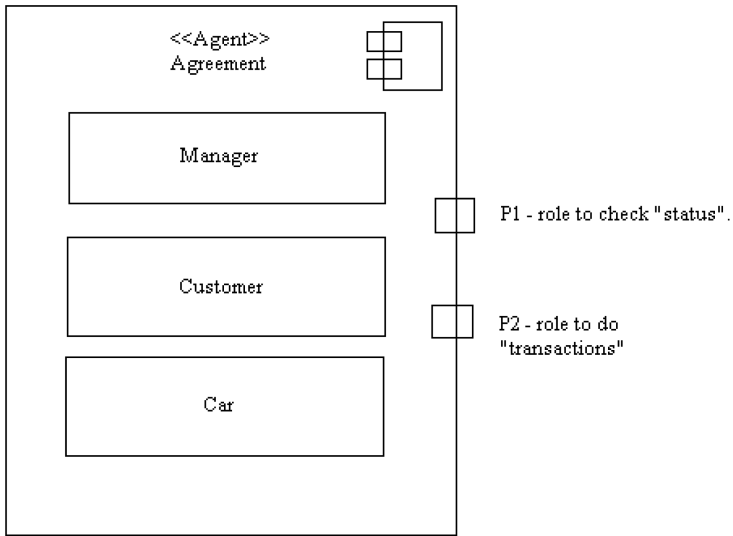 <<Agent>>
Agreement
Manager
P1 - role to check "status".
Customer
P2 - role to do
"transactions"
Car